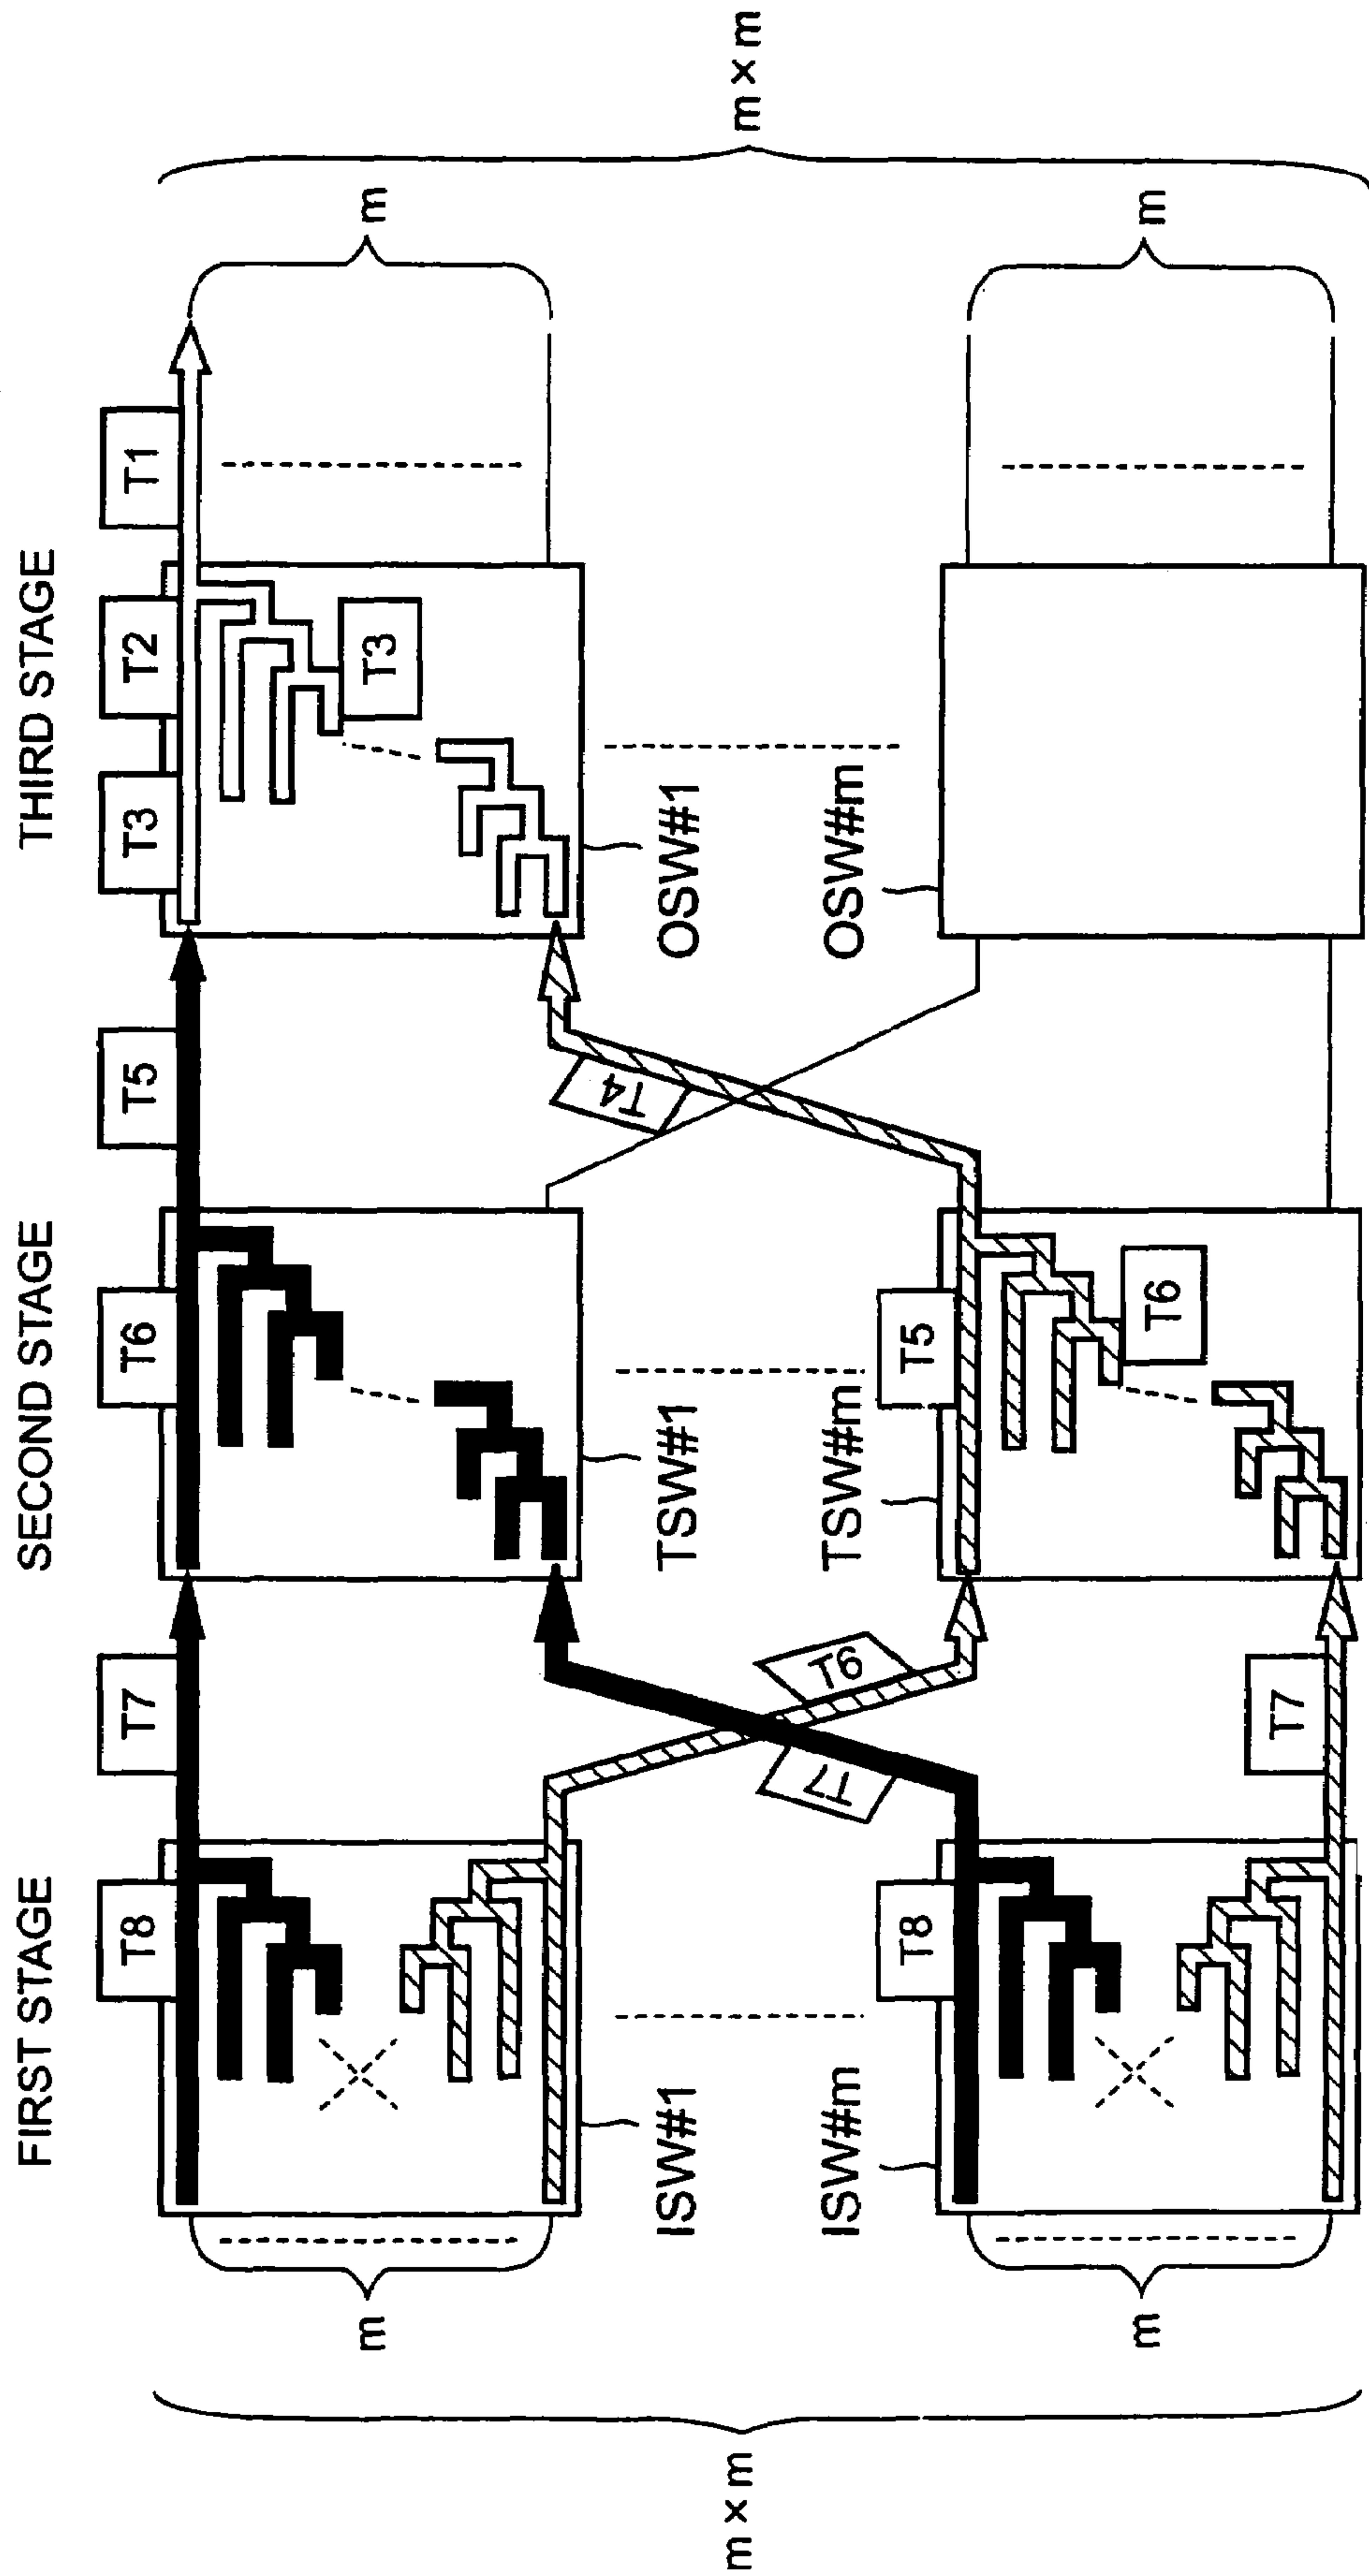 FIRST STAGE
SECOND STAGE
THIRD STAGE
T8
T7
T6
T5
T3
T2
T1
T3
m
m
ISW#1
TSW#1
OSW#1
T7
T6
T4
m × m
m × m
ISW#m
TSW#m
OSW#m
T8
T5
T6
T7
m
m